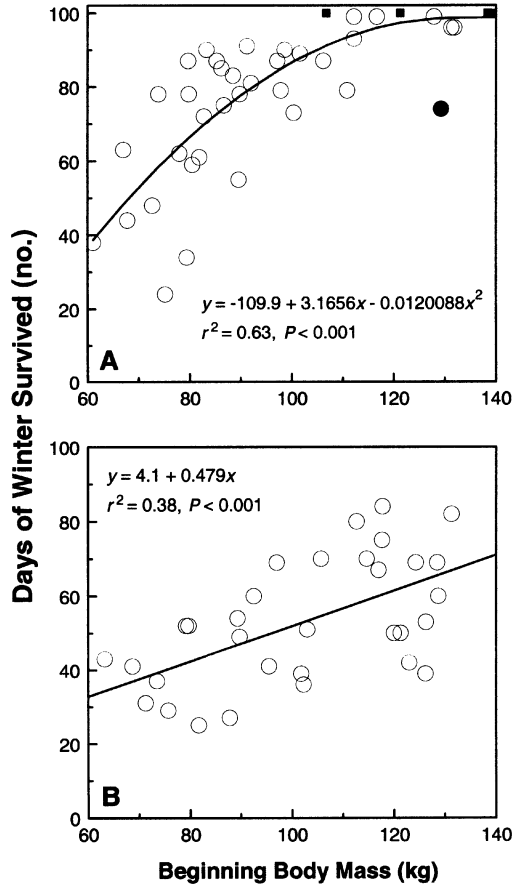 Days of Winter Survived (no.)
100
80
60
40
20
0
y = -109.9 + 3.1656x - 0.0120088x²
r² = 0.63, P < 0.001
A
60 80 100 120 140
100
80
60
40
20
0
y = 4.1 + 0.479x
r² = 0.38, P < 0.001
B
60 80 100 120 140
Beginning Body Mass (kg)